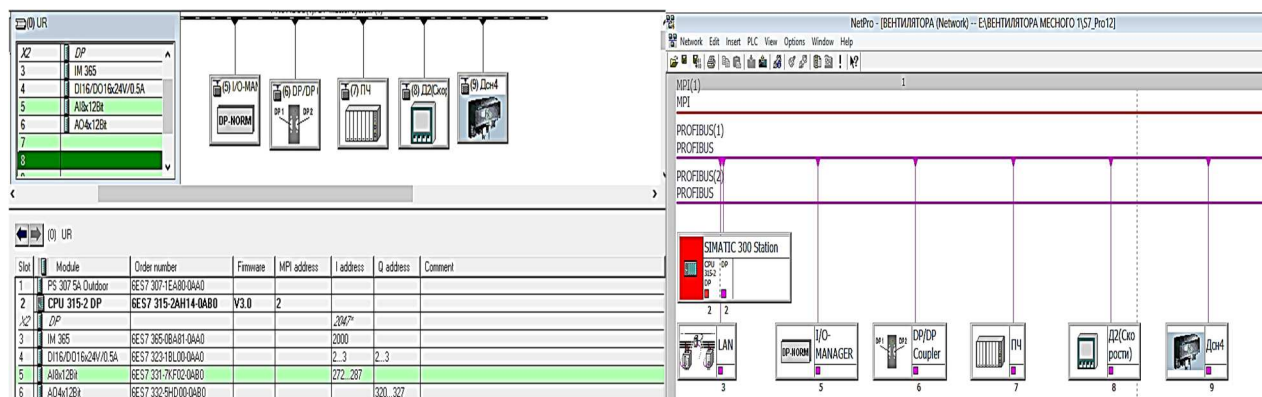 (0) UR
X2 DP
3 IM 365
4 DI16/DO16x24V/0.5A
5 AI8x12Bit
6 AO4x12Bit
7
8
(5) I/O-MAN
DP-NORM
(6) DP/DP
DP1 DP2
(7) ПЧ
(8) Д2(Скор
(9) Дсн4
(0) UR
Slot Module Order number Firmware MPI address I address Q address Comment
1 PS 307 5A Outdoor 6ES7 307-1EA80-0AA0
2 CPU 315-2 DP 6ES7 315-2AH14-0AB0 V3.0 2
X2 DP 2047*
3 IM 365 6ES7 365-0BA81-0AA0 2000
4 DI16/DO16x24V/0.5A 6ES7 323-1BL00-0AA0 2...3 2...3
5 AI8x12Bit 6ES7 331-7KF02-0AB0 272...287
6 AO4x12Bit 6ES7 332-5HD00-0AB0 320...327
NetPro - [ВЕНТИЛЯТОРА (Network) -- E:\ВЕНТИЛЯТОРА МЕСНОГО 1\S7_Pro12]
Network Edit Insert PLC View Options Window Help
1
MPI(1)
MPI
PROFIBUS(1)
PROFIBUS
PROFIBUS(2)
PROFIBUS
SIMATIC 300 Station
CPU 315-2 DP
DP
2 2
LAN
3
DP-NORM
I/O-MANAGER
5
DP1 DP2
DP/DP Coupler
6
ПЧ
7
Д2(Ско рости)
8
Дсн4
9